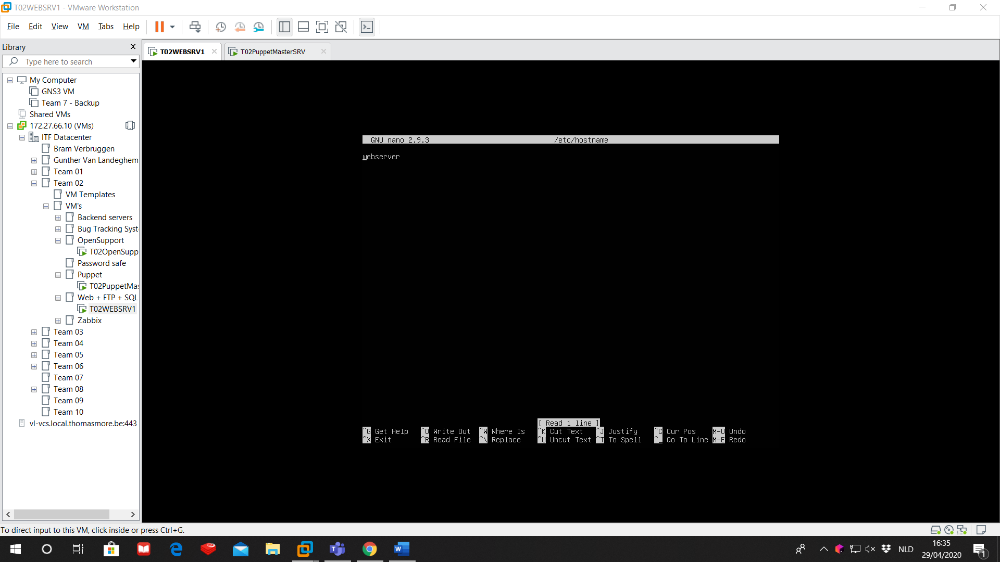 T02WEBSRV1 - VMware Workstation
File Edit View VM Tabs Help
Library
Type here to search
My Computer
GNS3 VM
Team 7 - Backup
Shared VMs
172.27.66.10 (VMs)
ITF Datacenter
Bram Verbruggen
Gunther Van Landeghem
Team 01
Team 02
VM Templates
VM's
Backend servers
Bug Tracking Syst
OpenSupport
T02OpenSupp
Password safe
Puppet
T02PuppetMas
Web + FTP + SQL
T02WEBSRV1
Zabbix
Team 03
Team 04
Team 05
Team 06
Team 07
Team 08
Team 09
Team 10
vl-vcs.local.thomasmore.be:443
T02WEBSRV1 T02PuppetMasterSRV
GNU nano 2.9.3 /etc/hostname
webserver
[ Read 1 line ]
^G Get Help ^O Write Out ^W Where Is ^K Cut Text ^J Justify ^C Cur Pos M-U Undo
^X Exit ^R Read File ^\ Replace ^U Uncut Text ^T To Spell ^_ Go To Line M-E Redo
To direct input to this VM, click inside or press Ctrl+G.
NLD
16:35
29/04/2020
1